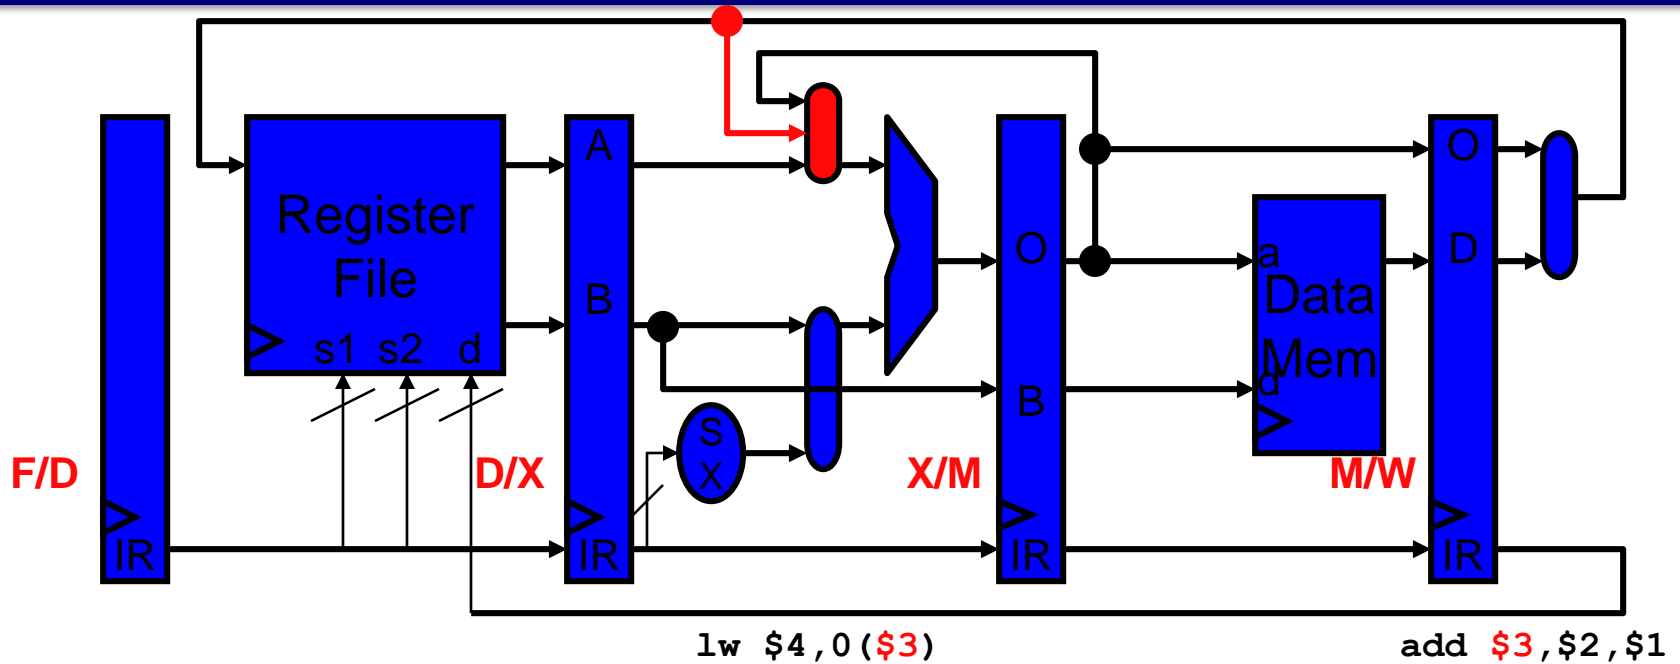 A
O
Register
File
O
D
B
a
Data
Mem
d
s1 s2 d
B
S
X
F/D
D/X
X/M
M/W
IR
IR
IR
IR
lw $4,0($3)
add $3,$2,$1